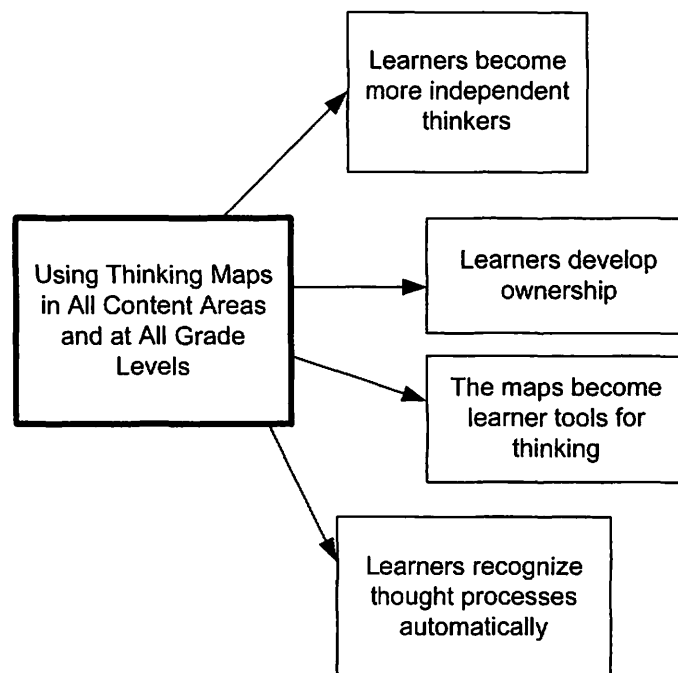 Learners become
more independent
thinkers
Using Thinking Maps
in All Content Areas
and at All Grade
Levels
Learners develop
ownership
The maps become
learner tools for
thinking
Learners recognize
thought processes
automatically